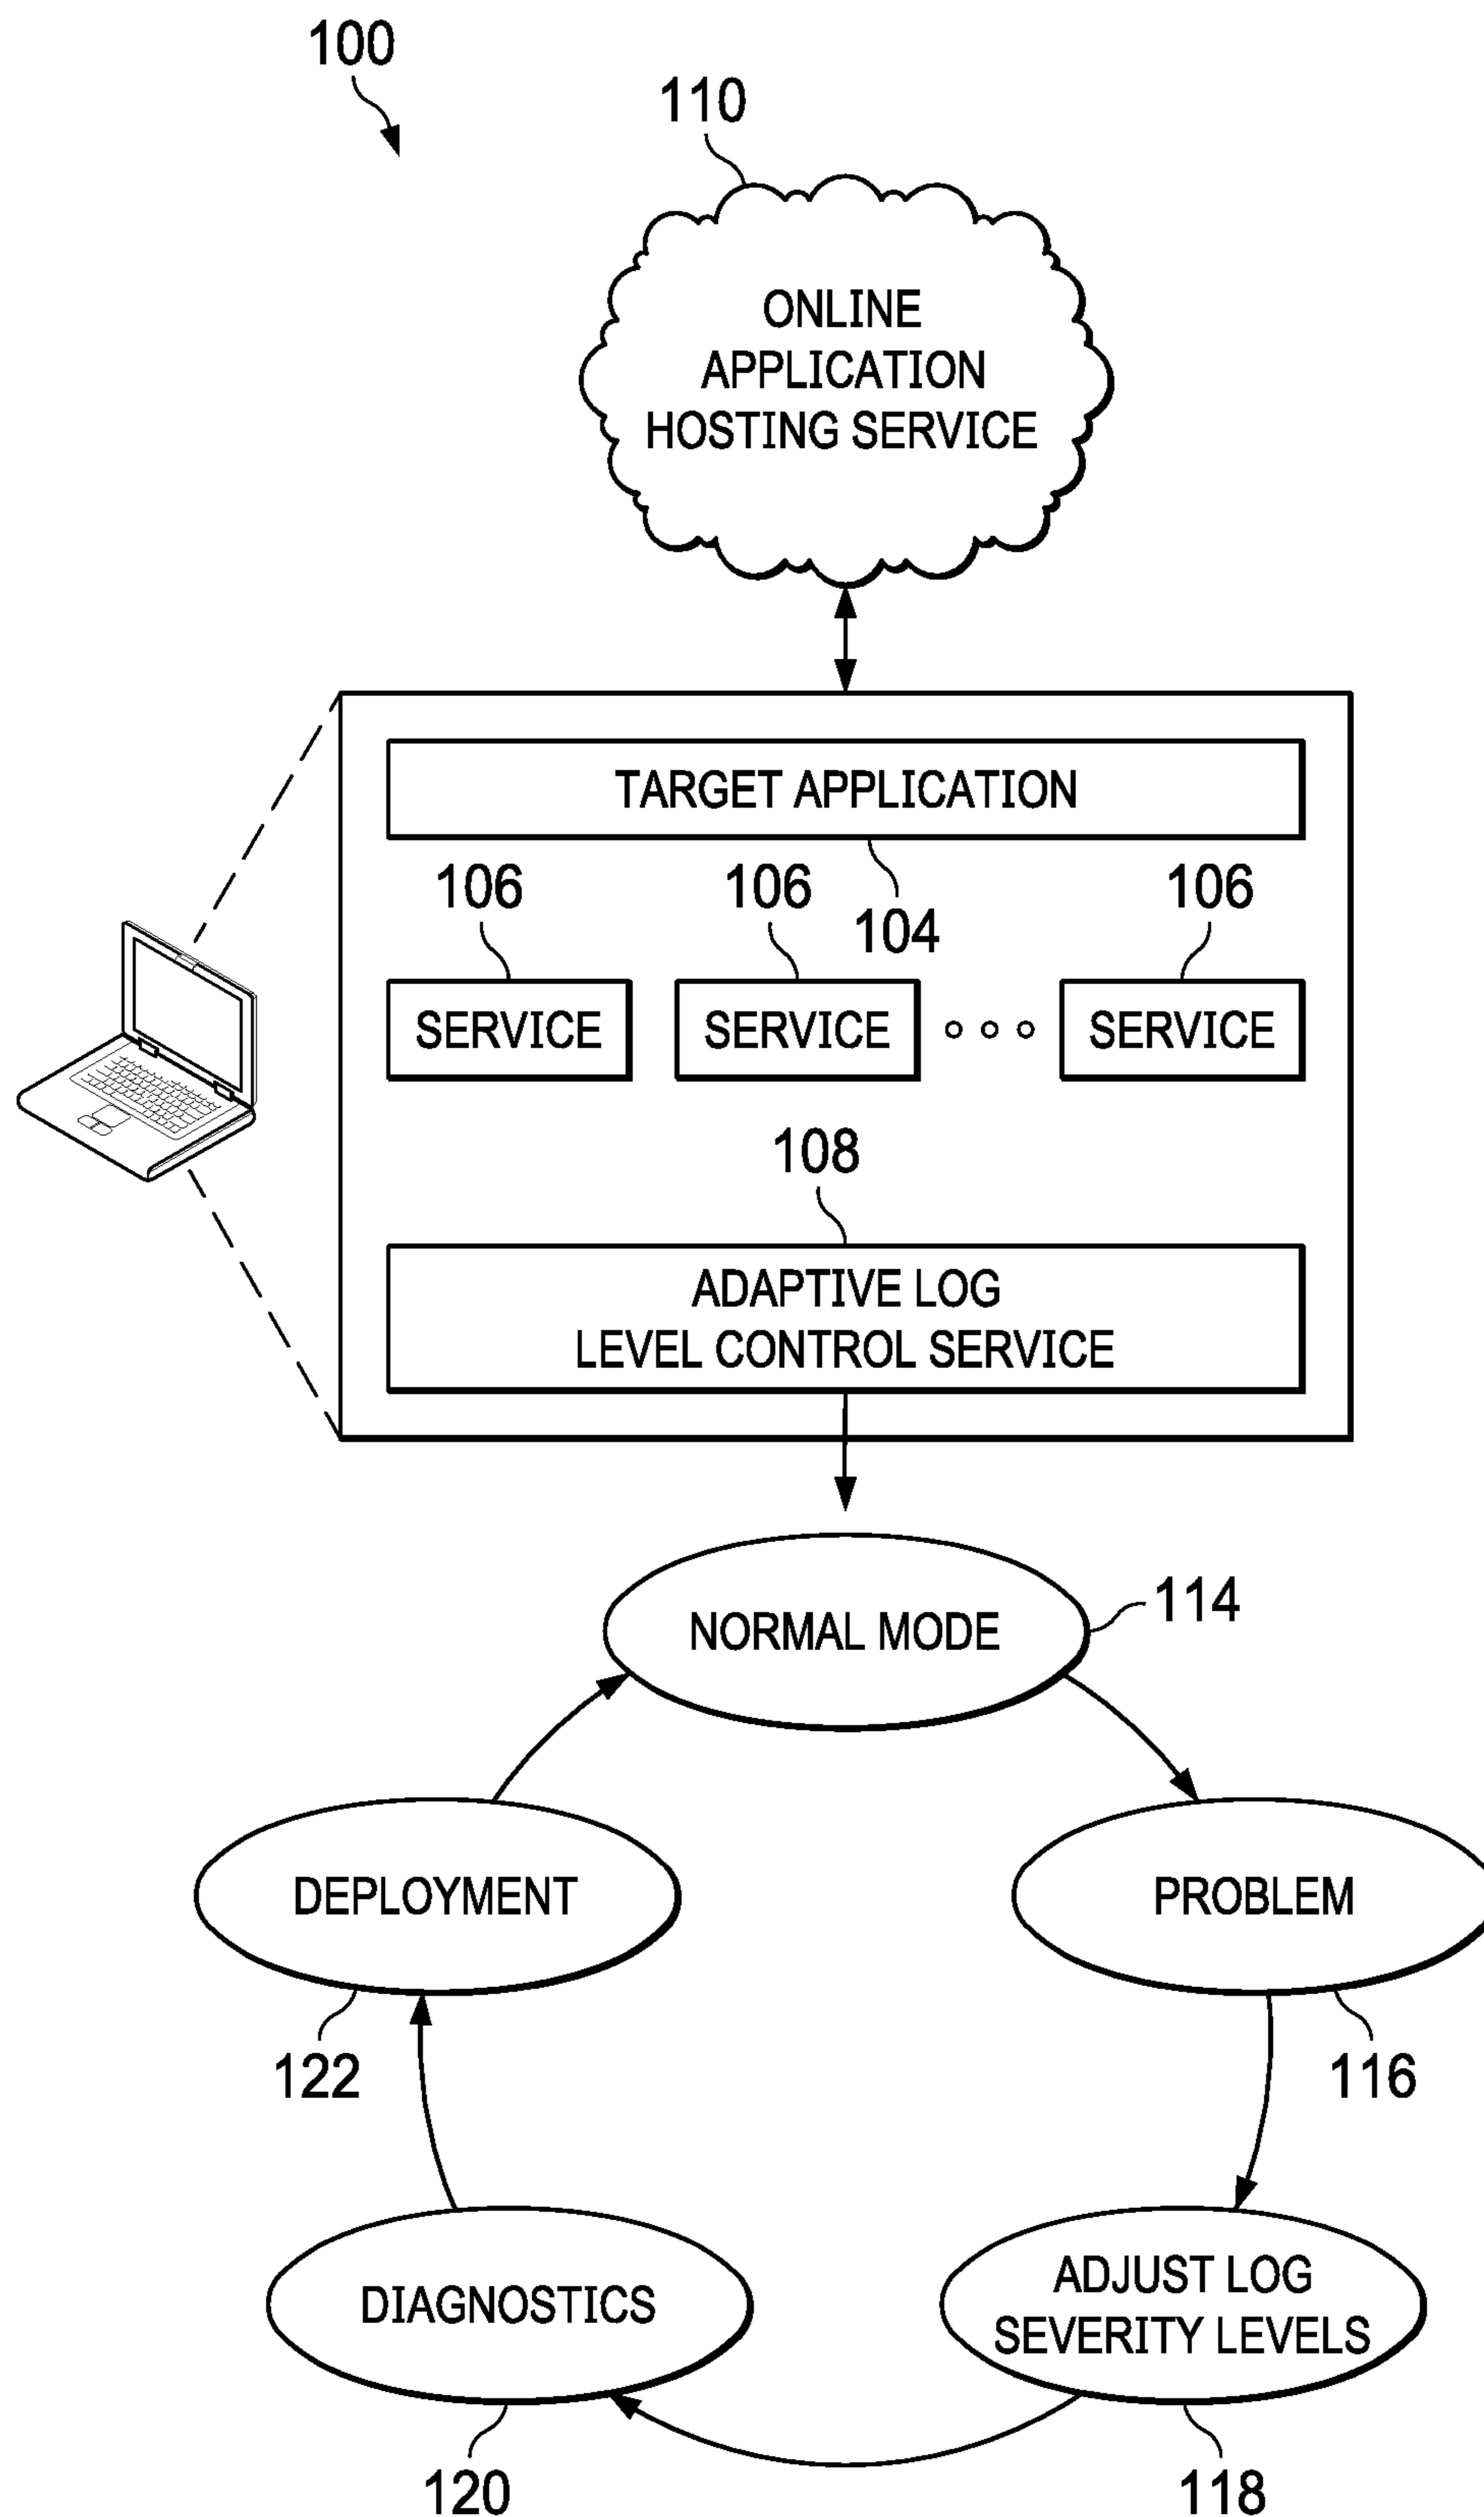 100
110
ONLINE
APPLICATION
HOSTING SERVICE
TARGET APPLICATION
106
106
104
106
SERVICE
SERVICE
SERVICE
108
ADAPTIVE LOG
LEVEL CONTROL SERVICE
NORMAL MODE
114
DEPLOYMENT
PROBLEM
122
116
DIAGNOSTICS
ADJUST LOG
SEVERITY LEVELS
120
118